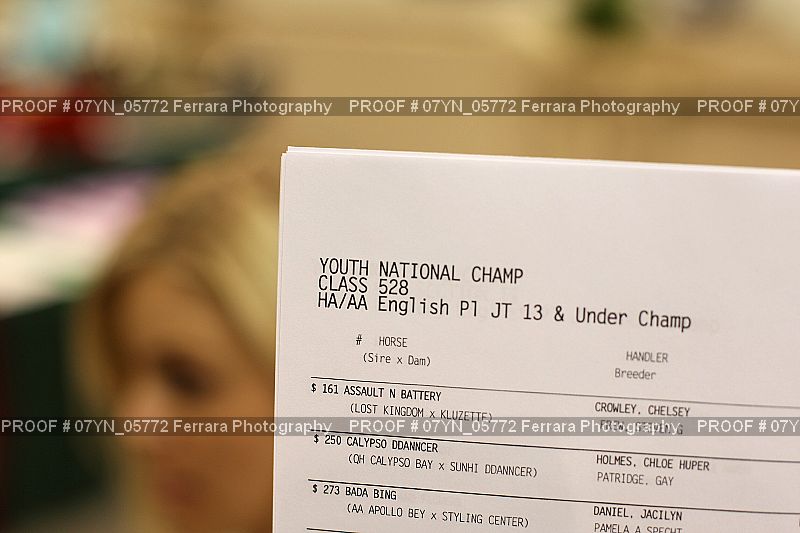 PROOF # 07YN_05772 Ferrara Photography PROOF # 07YN_05772 Ferrara Photography PROOF # 07Y
YOUTH NATIONAL CHAMP
CLASS 528
HA/AA English Pl JT 13 & Under Champ
# HORSE HANDLER
(Sire x Dam) Breeder
$ 161 ASSAULT N BATTERY CROWLEY, CHELSEY
(LOST KINGDOM x KLUZETTE)
PROOF # 07YN_05772 Ferrara Photography PROOF # 07YN_05772 Ferrara Photography PROOF # 07Y
$ 250 CALYPSO DDANNCER HOLMES, CHLOE HUPER
(OH CALYPSO BAY x SUNHI DDANNCER) PATRIDGE, GAY
$ 273 BADA BING DANIEL, JACILYN
(AA APOLLO BEY x STYLING CENTER) PAMELA A SPECHT